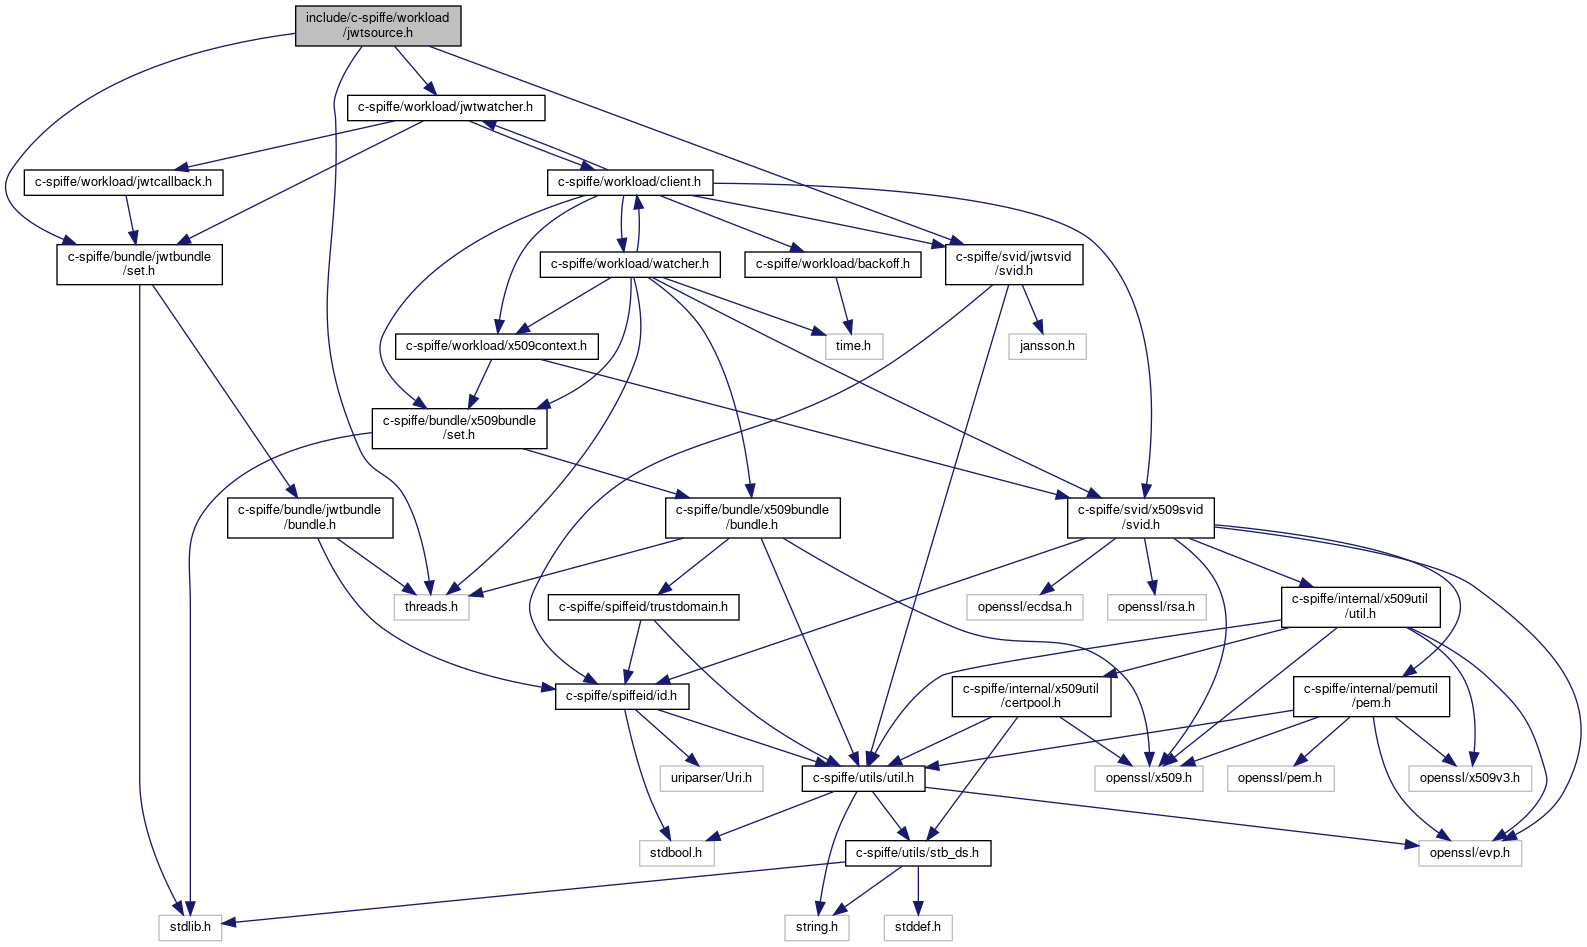 include/c-spiffe/workload
/jwtsource.h
c-spiffe/workload/jwtwatcher.h
c-spiffe/workload/jwtcallback.h
c-spiffe/workload/client.h
c-spiffe/bundle/jwtbundle
/set.h
c-spiffe/workload/watcher.h
c-spiffe/workload/backoff.h
c-spiffe/svid/jwtsvid
/svid.h
c-spiffe/workload/x509context.h
time.h
jansson.h
c-spiffe/bundle/x509bundle
/set.h
c-spiffe/bundle/jwtbundle
/bundle.h
c-spiffe/bundle/x509bundle
/bundle.h
c-spiffe/svid/x509svid
/svid.h
threads.h
c-spiffe/spiffeid/trustdomain.h
openssl/ecdsa.h
openssl/rsa.h
c-spiffe/internal/x509util
/util.h
c-spiffe/spiffeid/id.h
c-spiffe/internal/x509util
/certpool.h
c-spiffe/internal/pemutil
/pem.h
uriparser/Uri.h
c-spiffe/utils/util.h
openssl/x509.h
openssl/pem.h
openssl/x509v3.h
stdbool.h
c-spiffe/utils/stb_ds.h
openssl/evp.h
stdlib.h
string.h
stddef.h